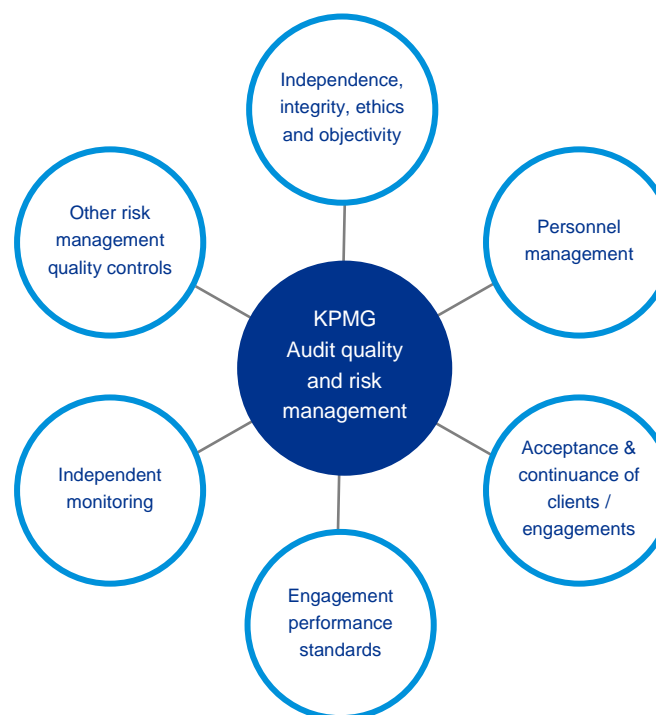 Independence,
integrity, ethics
and objectivity
Other risk
management
quality controls
Personnel
management
KPMG
Audit quality
and risk
management
Independent
monitoring
Acceptance &
continuance of
clients /
engagements
Engagement
performance
standards